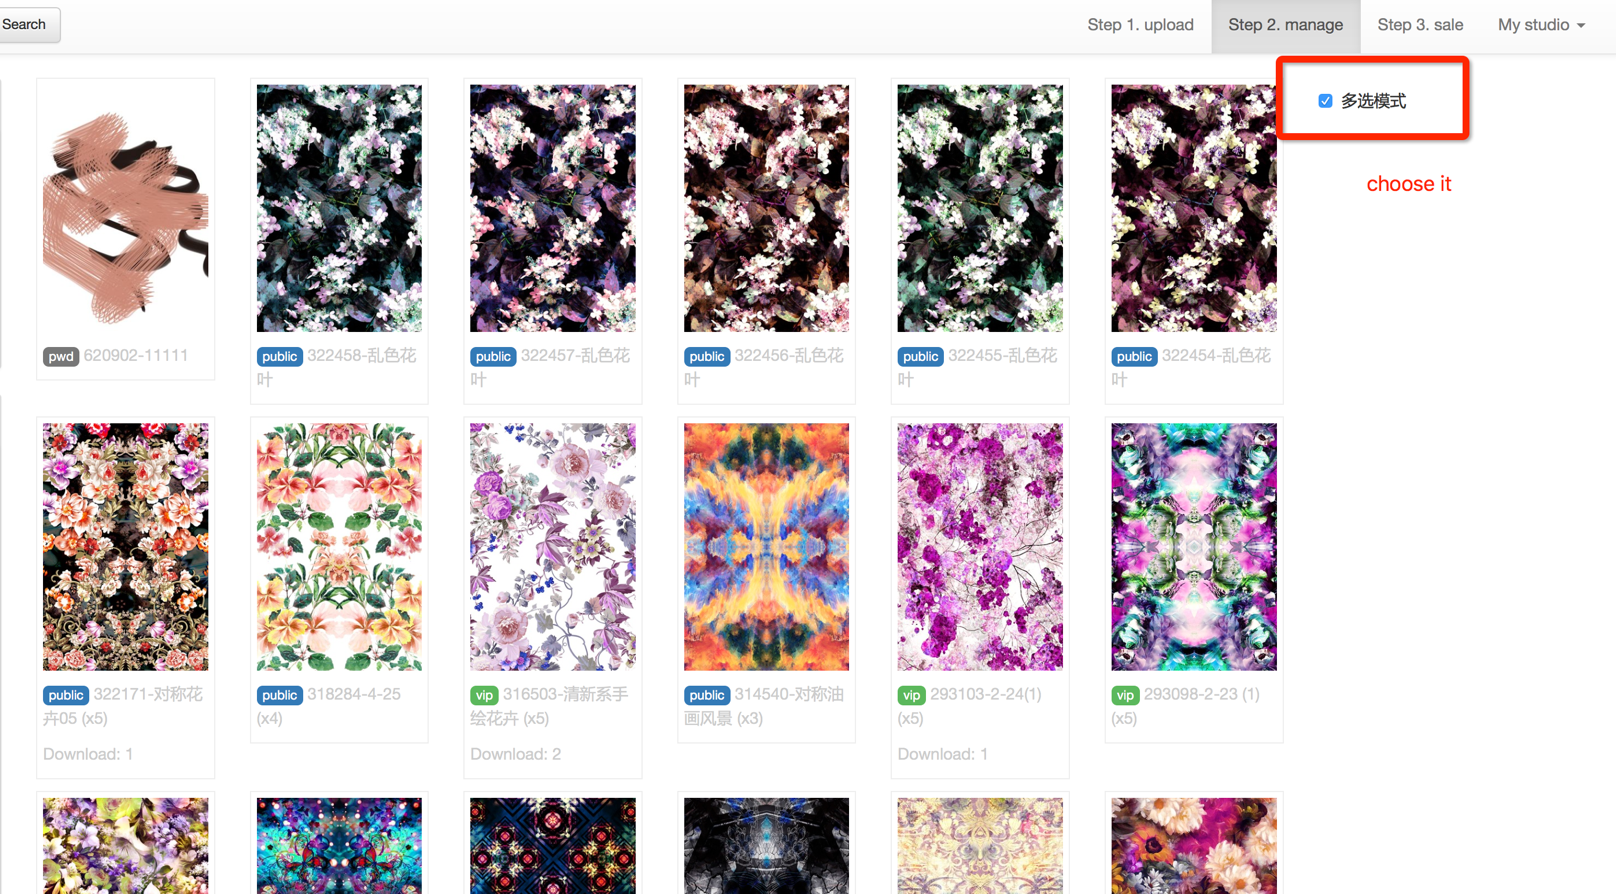 Search
Step 1. upload
Step 2. manage
Step 3. sale
My studio
多选模式
choose it
pwd 620902-11111
public 322458-乱色花
叶
public 322457-乱色花
叶
public 322456-乱色花
叶
public 322455-乱色花
叶
public 322454-乱色花
叶
public 322171-对称花
卉05 (x5)
Download: 1
public 318284-4-25
(x4)
vip 316503-清新系手
绘花卉 (x5)
Download: 2
public 314540-对称油
画风景 (x3)
vip 293103-2-24(1)
(x5)
Download: 1
vip 293098-2-23 (1)
(x5)